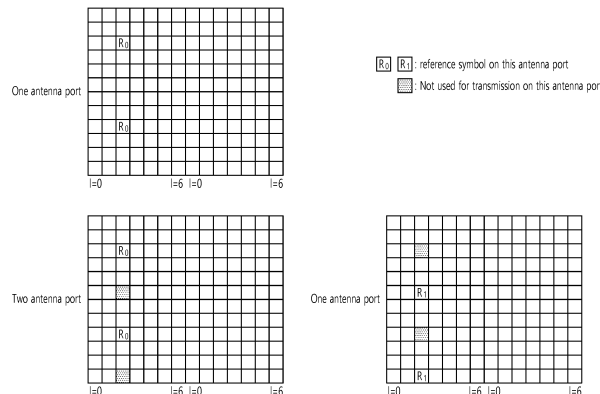 R0
R0 R1 : reference symbol on this antenna port
: Not used for transmission on this antenna por
One antenna port
R0
l=0 l=6 l=0 l=6
R0
Two antenna port
R0
One antenna port
R1
R1
l=0 l=6 l=0 l=6
l=0 l=6 l=0 l=6